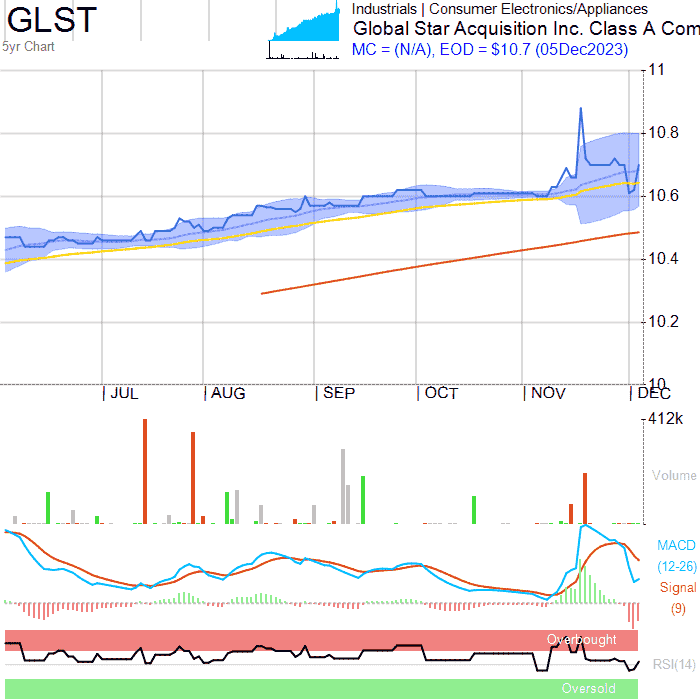 GLST
5yr Chart
Industrials | Consumer Electronics/Appliances
Global Star Acquisition Inc. Class A Com
MC = (N/A), EOD = $10.7 (05Dec2023)
11
10.8
10.6
10.4
10.2
10
JUL AUG SEP OCT NOV DEC
412k
Volume
MACD
(12-26)
Signal
(9)
Overbought
RSI(14)
Oversold